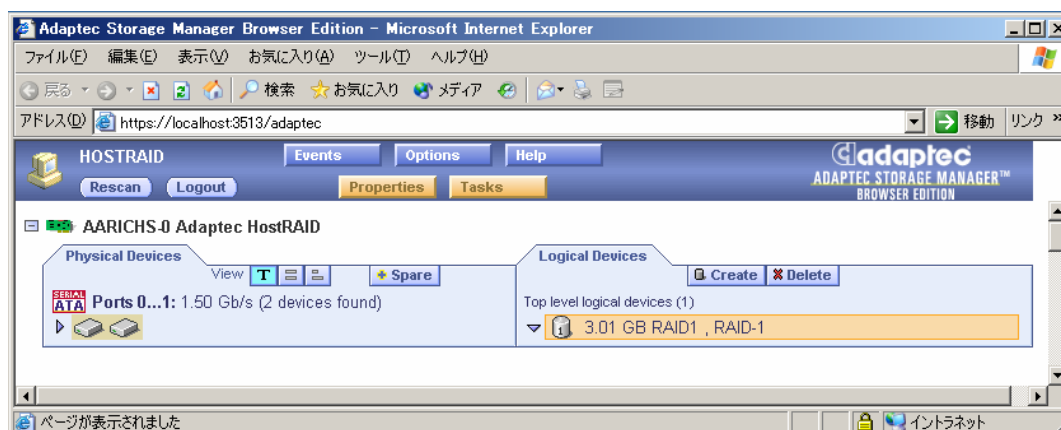 Adaptec Storage Manager Browser Edition - Microsoft Internet Explorer
ファイル(F) 編集(E) 表示(V) お気に入り(A) ツール(T) ヘルプ(H)
戻る 検索 お気に入り メディア
アドレス(D) https://localhost:3513/adaptec 移動 リンク »
HOSTRAID Events Options Help adaptec
Rescan Logout Properties Tasks ADAPTEC STORAGE MANAGER™
BROWSER EDITION
AARICHS-0 Adaptec HostRAID
Physical Devices Logical Devices
View T + Spare Create Delete
SERIAL ATA Ports 0...1: 1.50 Gb/s (2 devices found) Top level logical devices (1)
1 3.01 GB RAID1 , RAID-1
ページが表示されました イントラネット